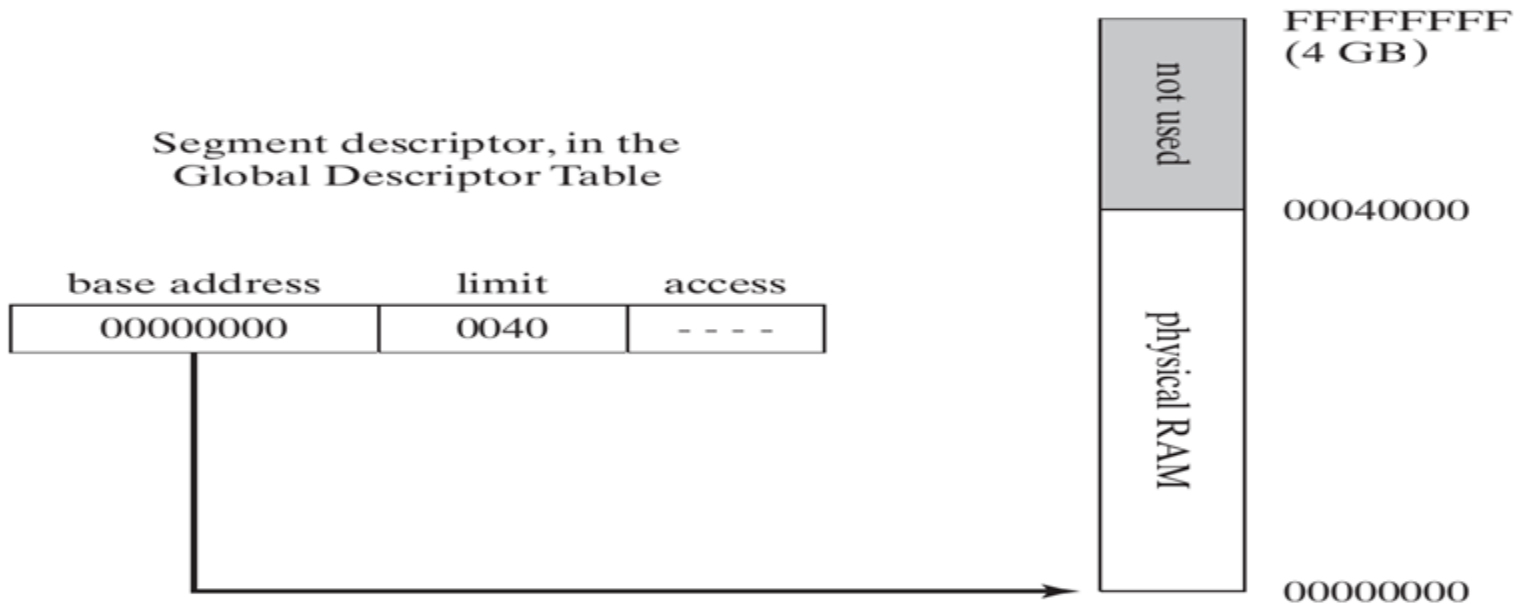 Segment descriptor, in the
Global Descriptor Table
base address limit access
00000000 0040 - - - -
FFFFFFFF
(4 GB)
not used
00040000
physical RAM
00000000